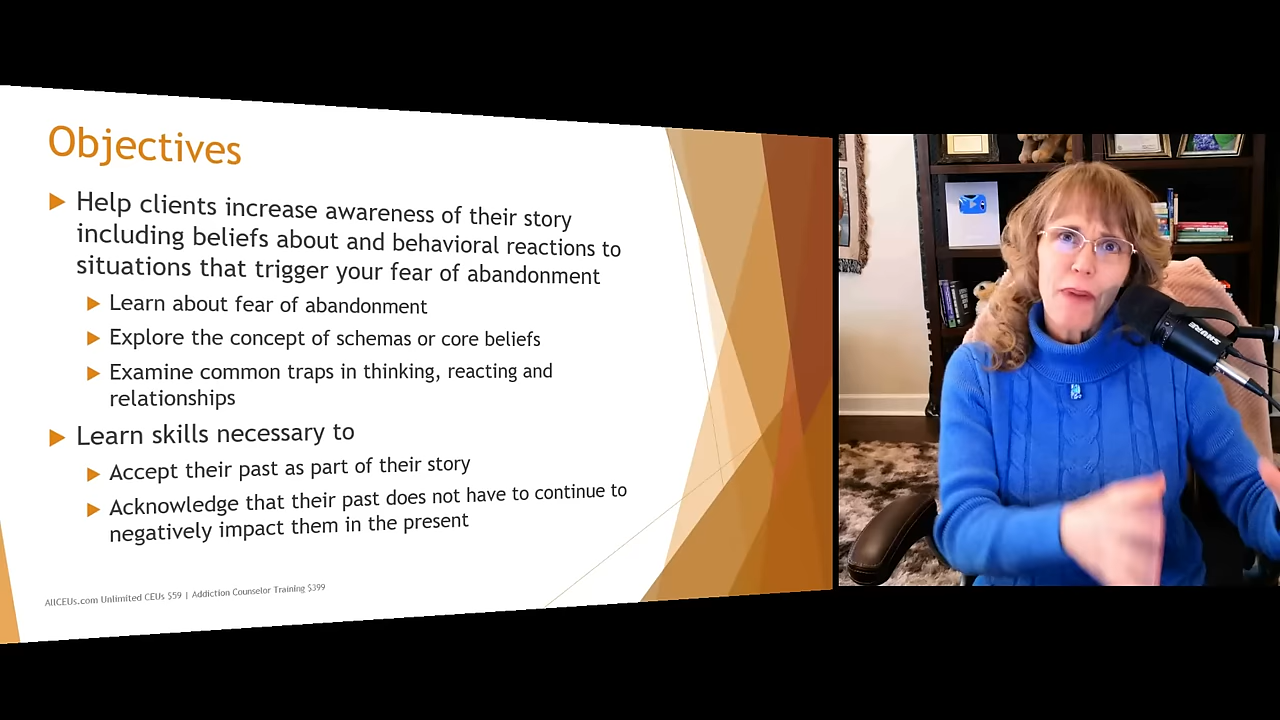 Objectives
Help clients increase awareness of their story
including beliefs about and behavioral reactions to
situations that trigger your fear of abandonment
Learn about fear of abandonment
Explore the concept of schemas or core beliefs
Examine common traps in thinking, reacting and
relationships
Learn skills necessary to
Accept their past as part of their story
Acknowledge that their past does not have to continue to
negatively impact them in the present
AllCEUs.com Unlimited CEUs $59 | Addiction Counselor Training $399
SHURE